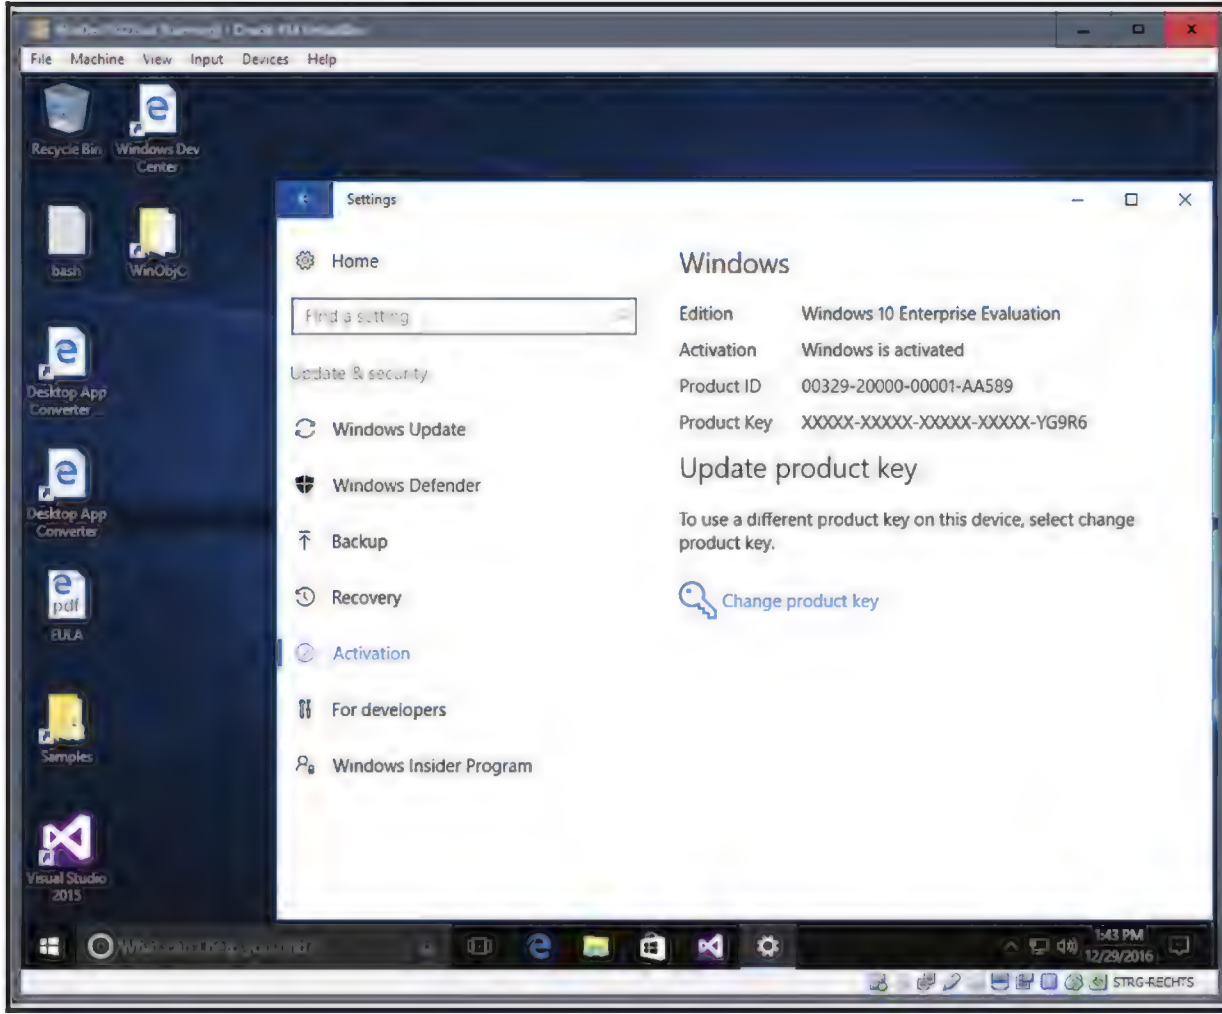 File Machine View Input Devices Help
Recycle Bin
Windows Dev
Center
bash
WinObjC
Desktop App
Converter ...
Desktop App
Converter
pdf
EULA
Samples
Visual Studio
2015
Settings
Home
Find a setting
Update & security
Windows Update
Windows Defender
Backup
Recovery
Activation
For developers
Windows Insider Program
Windows
Edition Windows 10 Enterprise Evaluation
Activation Windows is activated
Product ID 00329-20000-00001-AA589
Product Key XXXXX-XXXXX-XXXXX-XXXXX-YG9R6
Update product key
To use a different product key on this device, select change
product key.
Change product key
1:43 PM
12/29/2016
STRG-RECHTS